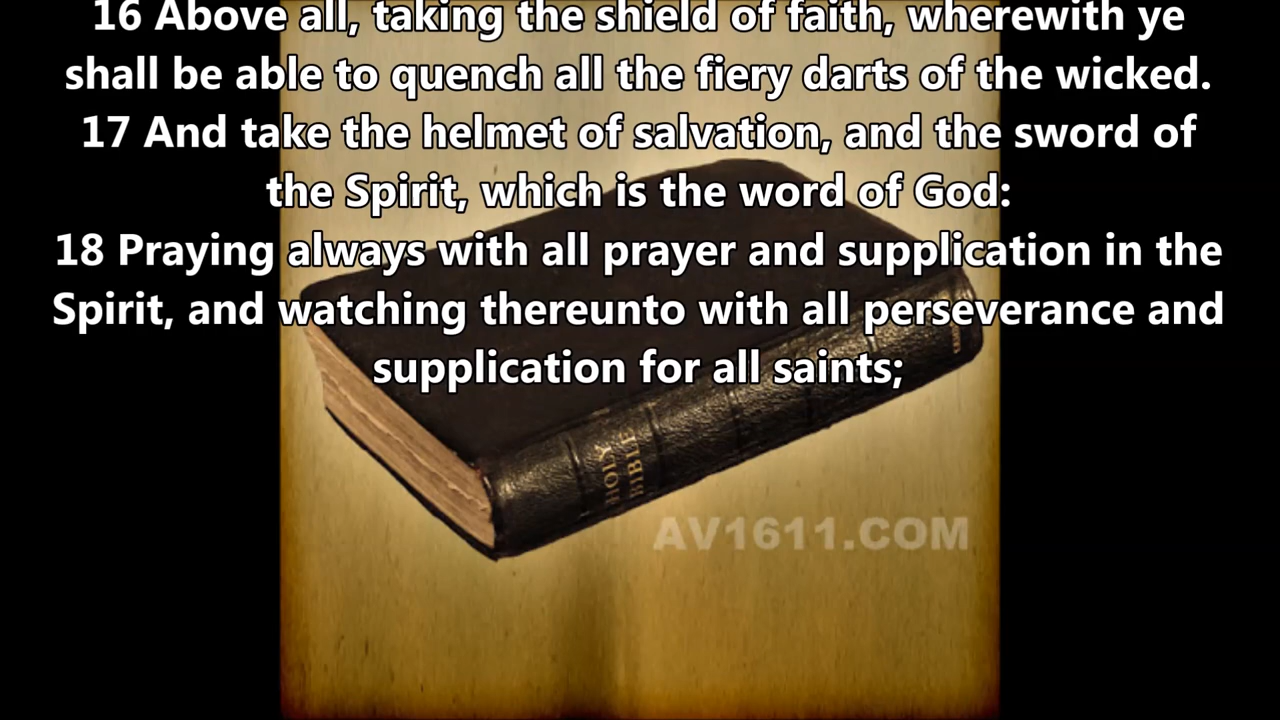 16 Above all, taking the shield of faith, wherewith ye
shall be able to quench all the fiery darts of the wicked.
17 And take the helmet of salvation, and the sword of
the Spirit, which is the word of God:
18 Praying always with all prayer and supplication in the
Spirit, and watching thereunto with all perseverance and
supplication for all saints;
HOLY
BIBLE
AV1611.COM